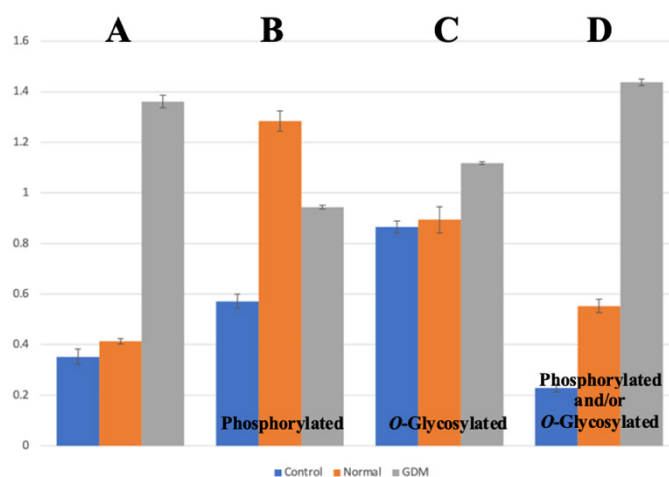 A B C D
1.6
1.4
1.2
1
0.8
0.6
0.4
0.2
0
Phosphorylated
O-Glycosylated
Phosphorylated
and/or
O-Glycosylated
Control Normal GDM